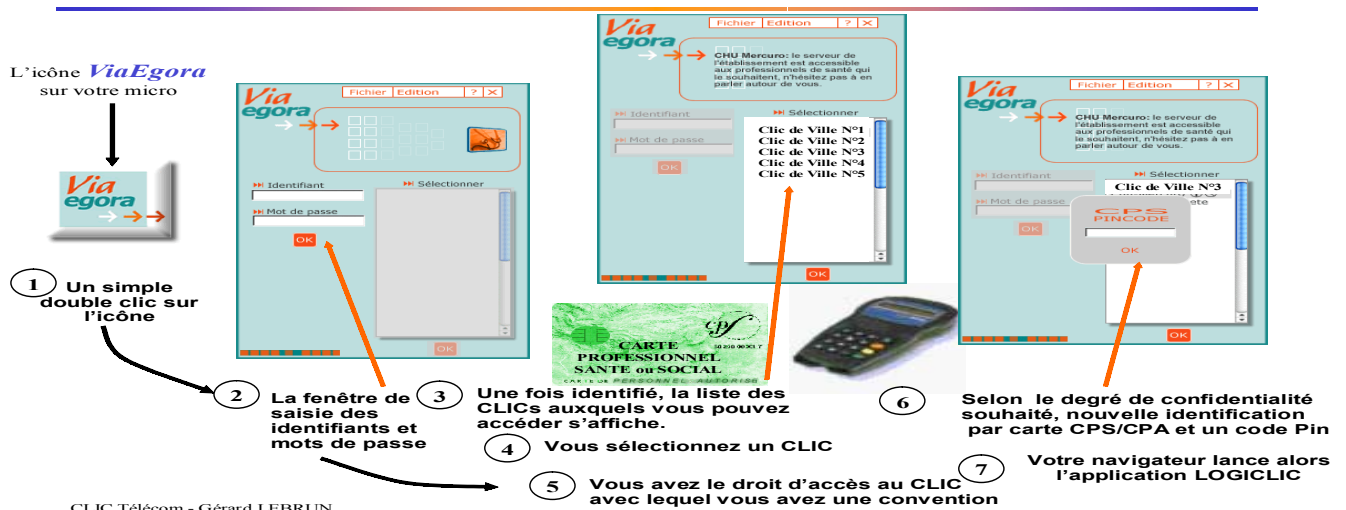 L'icône ViaEgora
sur votre micro
Via
egora
1
Un simple
double clic sur
l'icône
Via
egora
Fichier Edition ? X
Identifiant
Mot de passe
OK
Sélectionner
OK
2
La fenêtre de
saisie des
identifiants et
mots de passe
Via
egora
Fichier Edition ? X
CHU Mercuro: le serveur de
l'établissement est accessible
aux professionnels de santé qui
le souhaitent, n'hésitez pas à en
parler autour de vous.
Identifiant
Mot de passe
OK
Sélectionner
Clic de Ville N°1
Clic de Ville N°2
Clic de Ville N°3
Clic de Ville N°4
Clic de Ville N°5
OK
cps
CARTE
PROFESSIONNEL
SANTE ou SOCIAL
CARTE DE PERSONNEL AUTORISE
3
Une fois identifié, la liste des
CLICs auxquels vous pouvez
accéder s'affiche.
4
Vous sélectionnez un CLIC
5
Vous avez le droit d'accès au CLIC
avec lequel vous avez une convention
Via
egora
Fichier Edition ? X
CHU Mercuro: le serveur de
l'établissement est accessible
aux professionnels de santé qui
le souhaitent, n'hésitez pas à en
parler autour de vous.
Identifiant
Mot de passe
OK
Sélectionner
Clic de Ville N°3
CPS
PINCODE
OK
OK
6
Selon le degré de confidentialité
souhaité, nouvelle identification
par carte CPS/CPA et un code Pin
7
Votre navigateur lance alors
l'application LOGICLIC
CLIC Télécom - Gérard LEBRUN